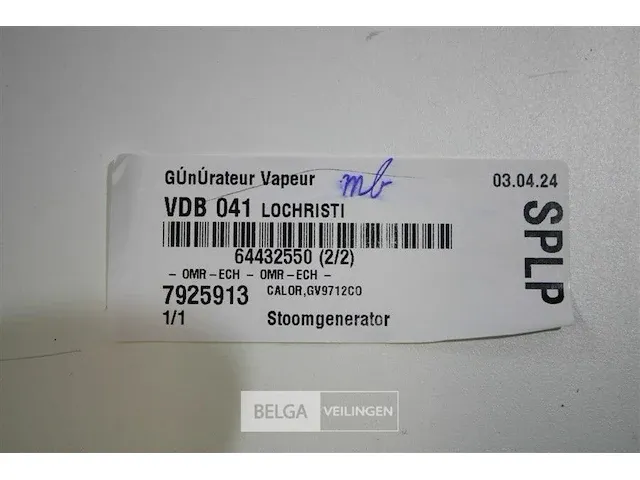 GÚnÚrateur Vapeur mb 03.04.24
VDB 041 LOCHRISTI
64432550 (2/2)
- OMR-ECH - OMR-ECH -
7925913 CALOR,GV9712CO
1/1 Stoomgenerator
SPLP
BELGA VEILINGEN